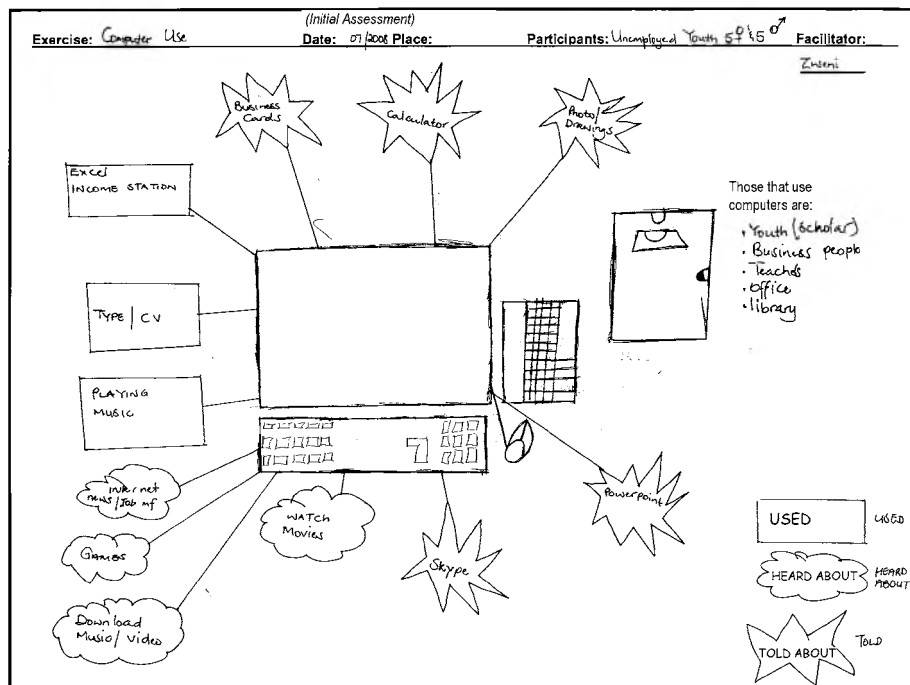 (Initial Assessment)
Exercise: Computer Use Date: 07/2008 Place: Participants: Unemployed Youth 5♀ & 5♂ Facilitator:
Zweni
Business
Cards
Calculator
Photo/
Drawings
Excel
INCOME STATION
TYPE / CV
PLAYING
MUSIC
Internet
news/Job inf
GAMES
Download
Music/ video
WATCH
Movies
Skype
Powerpoint
Those that use
computers are:
• Youth (scholar)
• Business people
• Teachers
• office
• library
USED USED
HEARD ABOUT HEARD
ABOUT
TOLD ABOUT TOLD